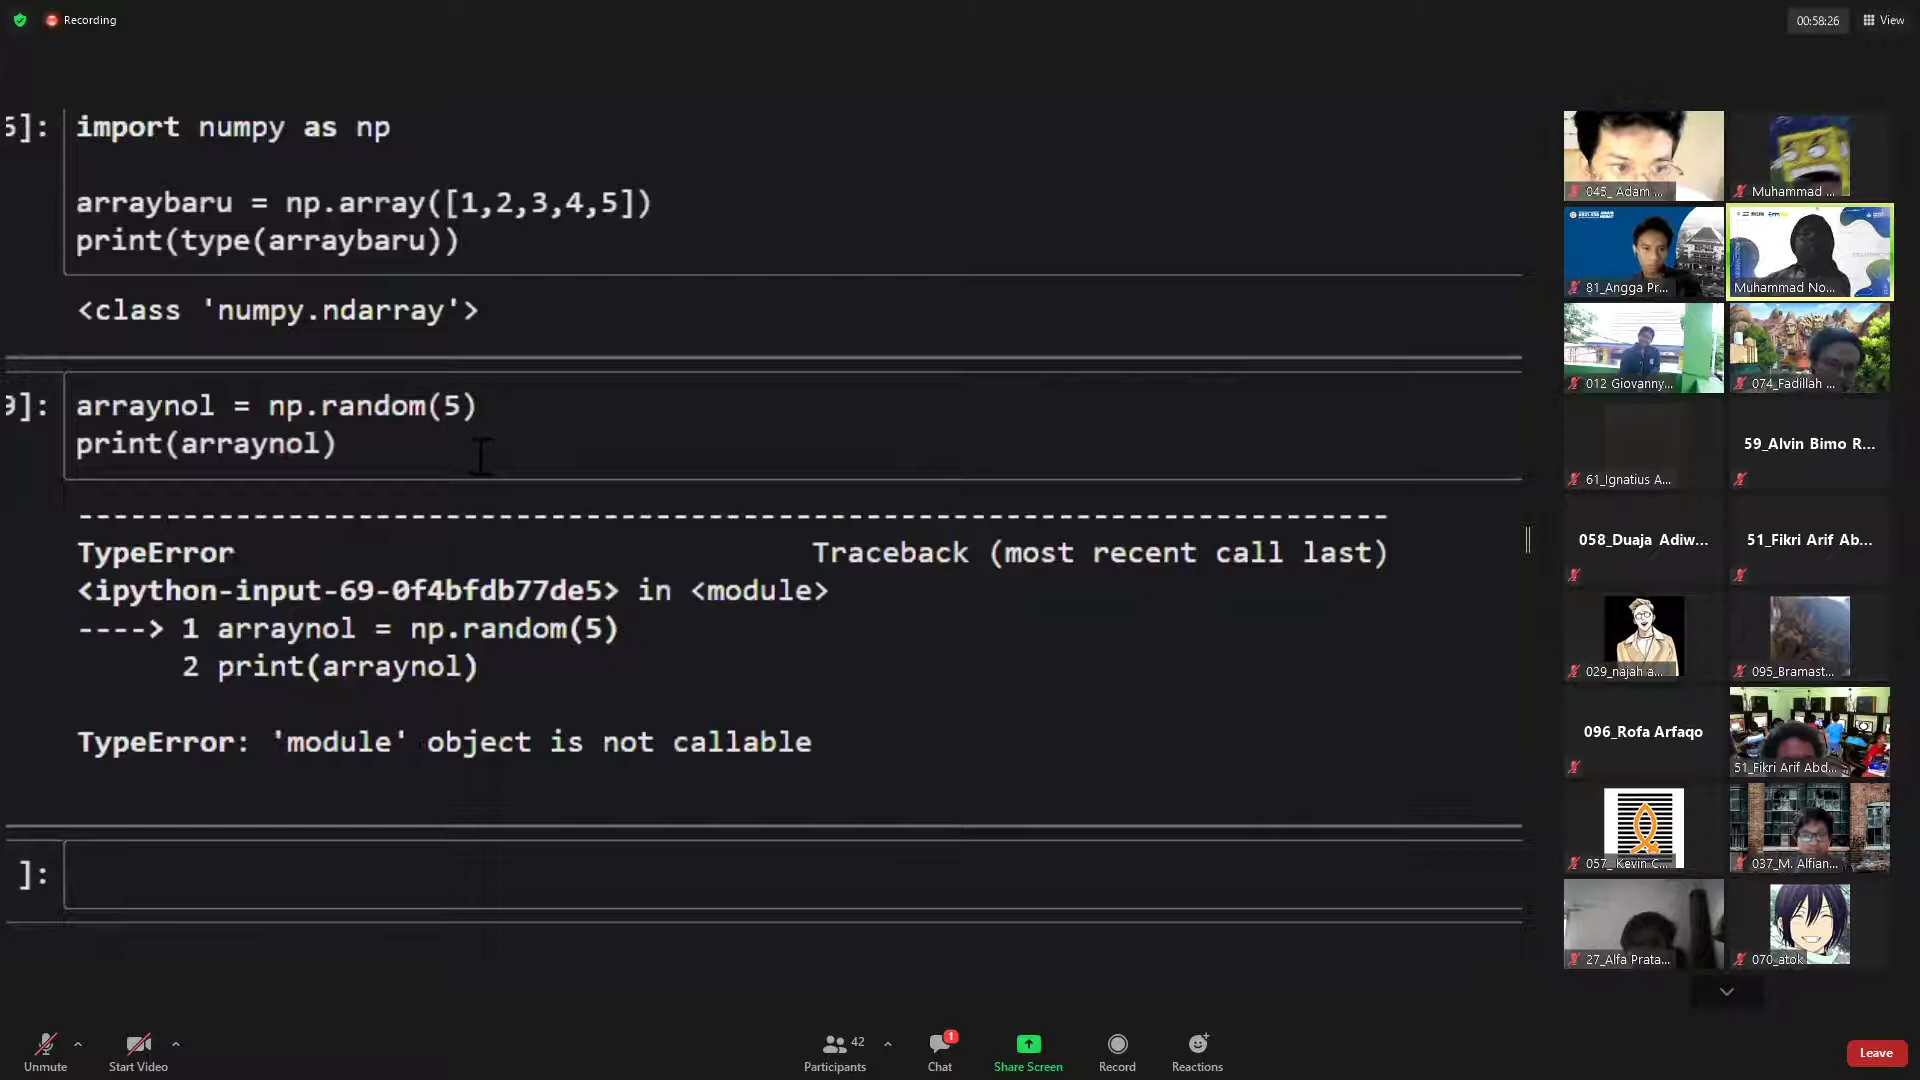 Recording
00:58:26
View
5]:
import numpy as np
arraybaru = np.array([1,2,3,4,5])
print(type(arraybaru))
<class 'numpy.ndarray'>
9]:
arraynol = np.random(5)
print(arraynol)
---------------------------------------------------------------------------
TypeError Traceback (most recent call last)
<ipython-input-69-0f4bfdb77de5> in <module>
----> 1 arraynol = np.random(5)
2 print(arraynol)
TypeError: 'module' object is not callable
]:
045_ Adam ...
Muhammad ...
81_Angga Pr...
Muhammad No...
012 Giovanny...
074_Fadillah ...
61_Ignatius A...
59_Alvin Bimo R...
058_Duaja Adiw...
51_Fikri Arif Ab...
029_najah a...
095_Bramast...
096_Rofa Arfaqo
51_Fikri Arif Abd...
057_ Kevin C...
037_M. Alfian...
27_Alfa Prata...
070_atok
Unmute
Start Video
42
Participants
1
Chat
Share Screen
Record
Reactions
Leave